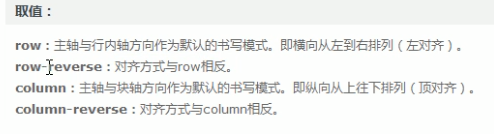 取值：
row：主轴与行内轴方向作为默认的书写模式。即横向从左到右排列（左对齐）。
row-reverse：对齐方式与row相反。
column：主轴与块轴方向作为默认的书写模式。即纵向从上往下排列（顶对齐）。
column-reverse：对齐方式与column相反。